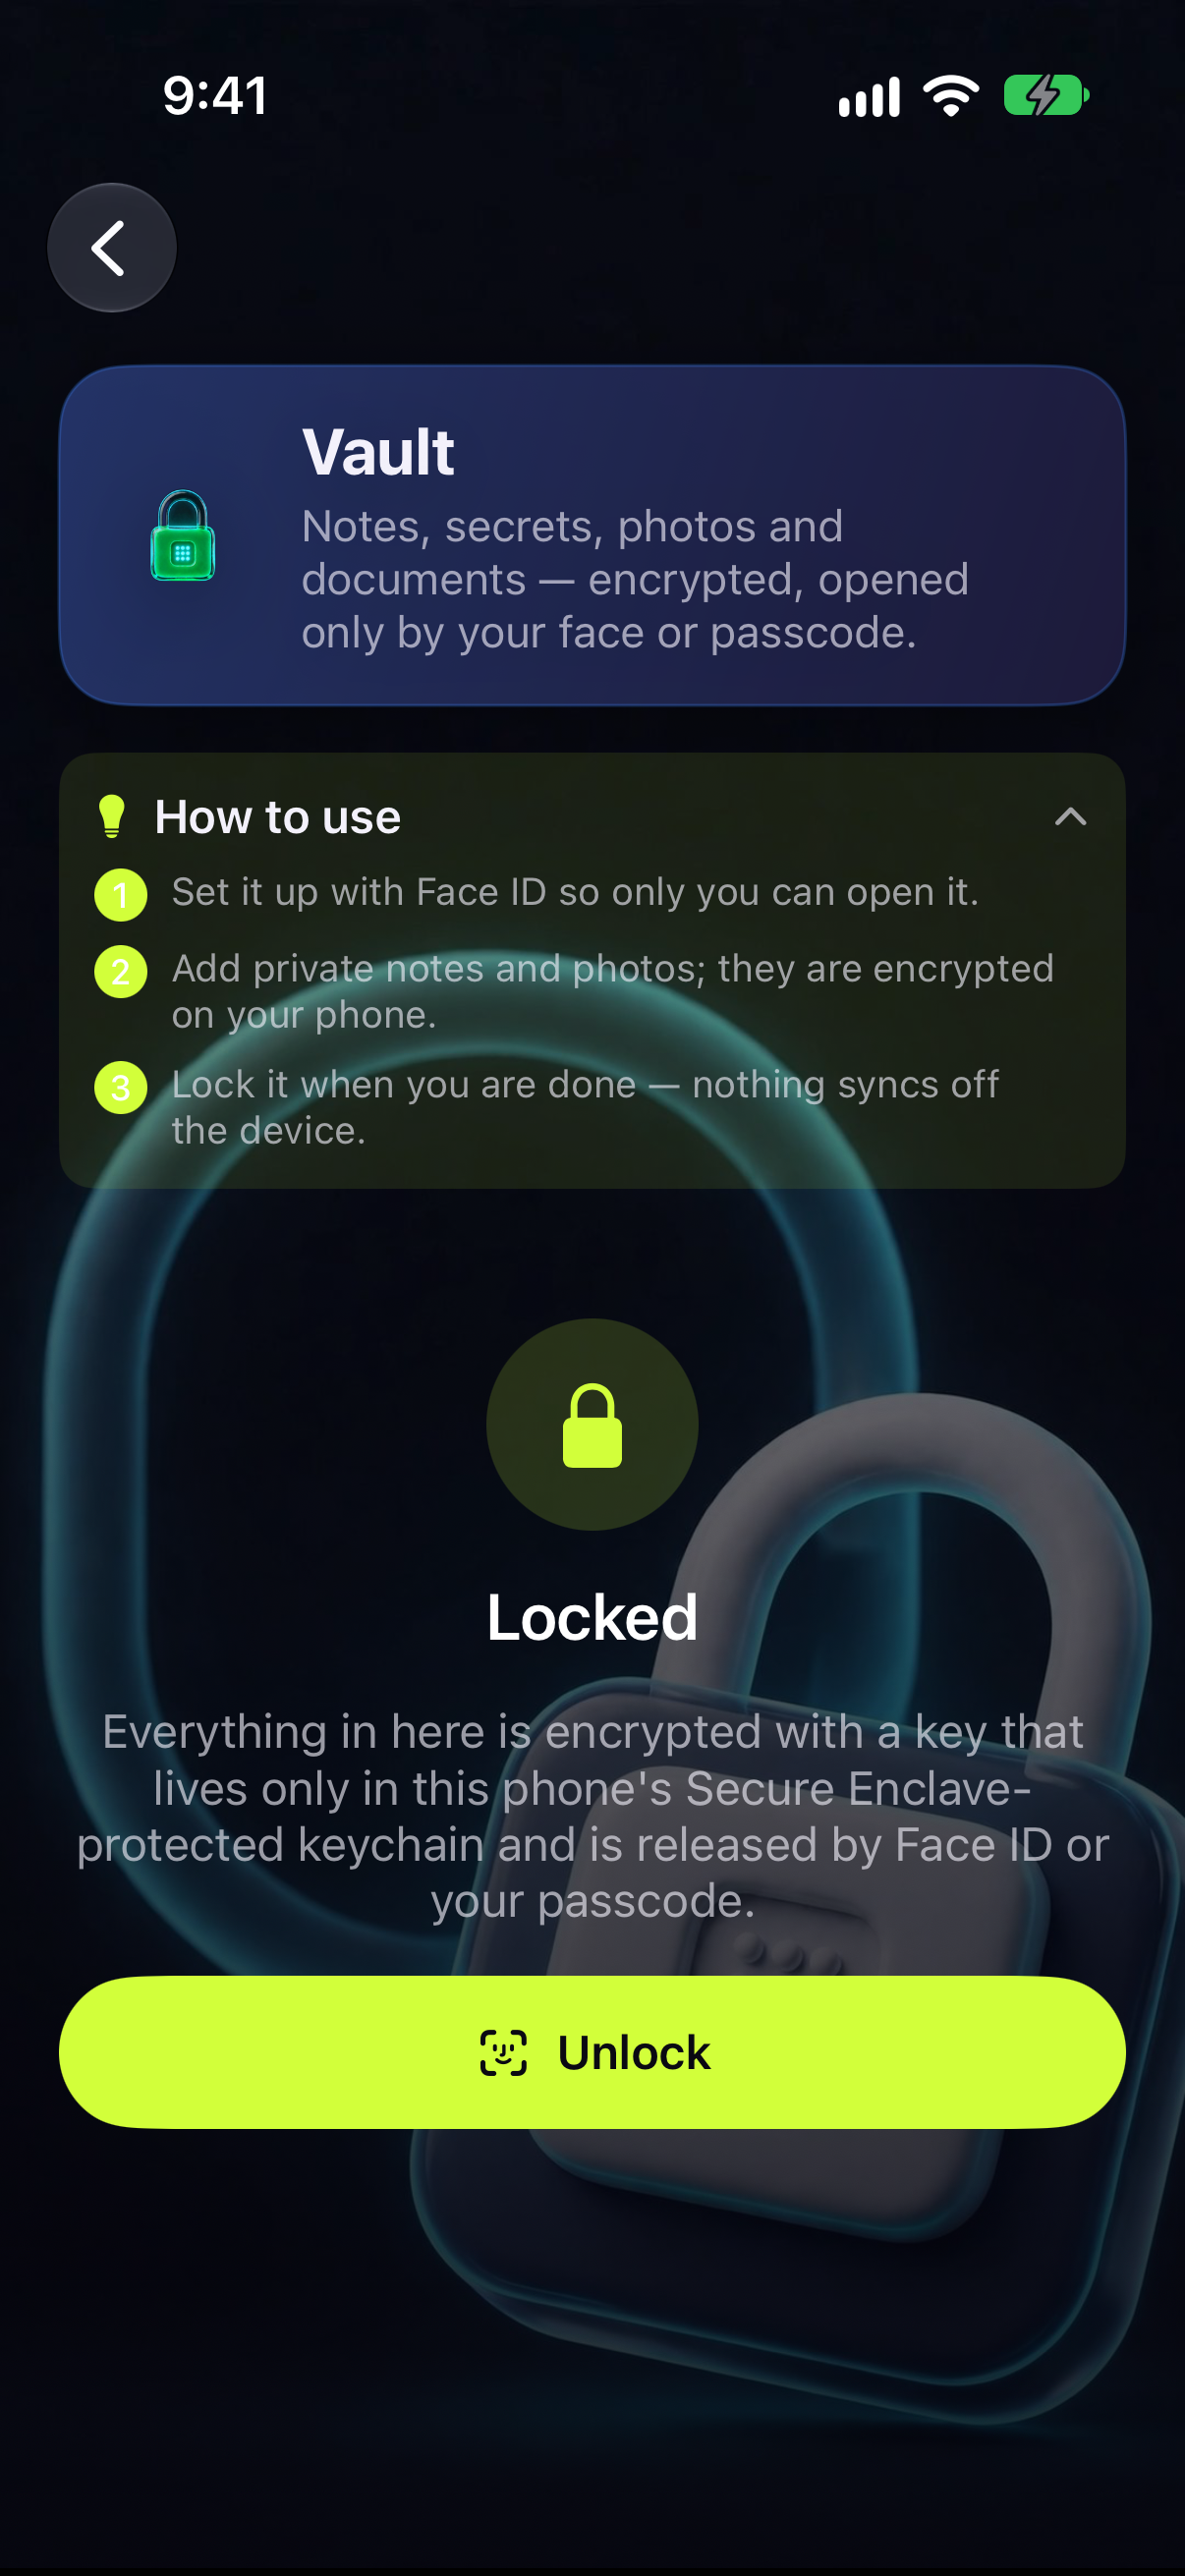 9:41
Vault
Notes, secrets, photos and
documents — encrypted, opened
only by your face or passcode.
How to use
1 Set it up with Face ID so only you can open it.
2 Add private notes and photos; they are encrypted
on your phone.
3 Lock it when you are done — nothing syncs off
the device.
Locked
Everything in here is encrypted with a key that
lives only in this phone's Secure Enclave-
protected keychain and is released by Face ID or
your passcode.
Unlock